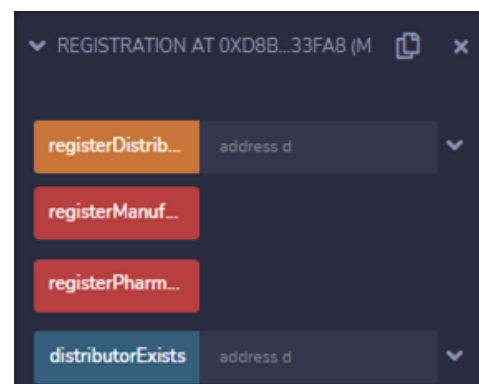 REGISTRATION AT 0XD8B...33FA8 (M
registerDistrib... address d
registerManuf...
registerPharm...
distributorExists address d